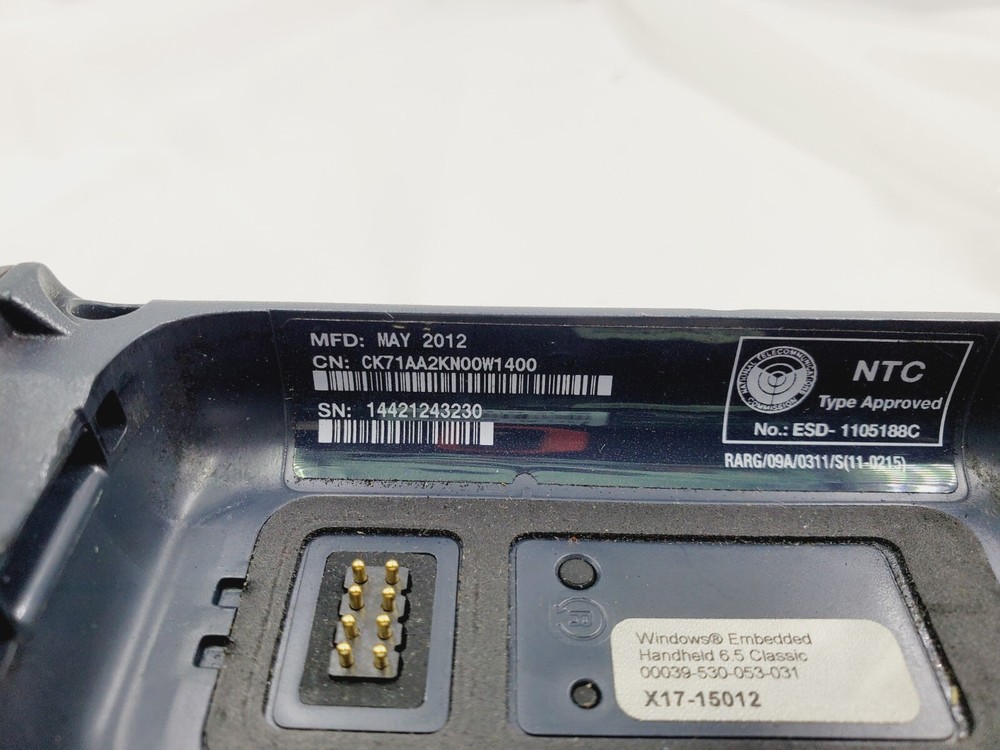 MFD: MAY 2012
CN: CK71AA2KN00W1400
SN: 14421243230
NTC
Type Approved
No.: ESD- 1105188C
RARG/09A/0311/S(11-0215)
R
Windows® Embedded
Handheld 6.5 Classic
00039-530-053-031
X17-15012